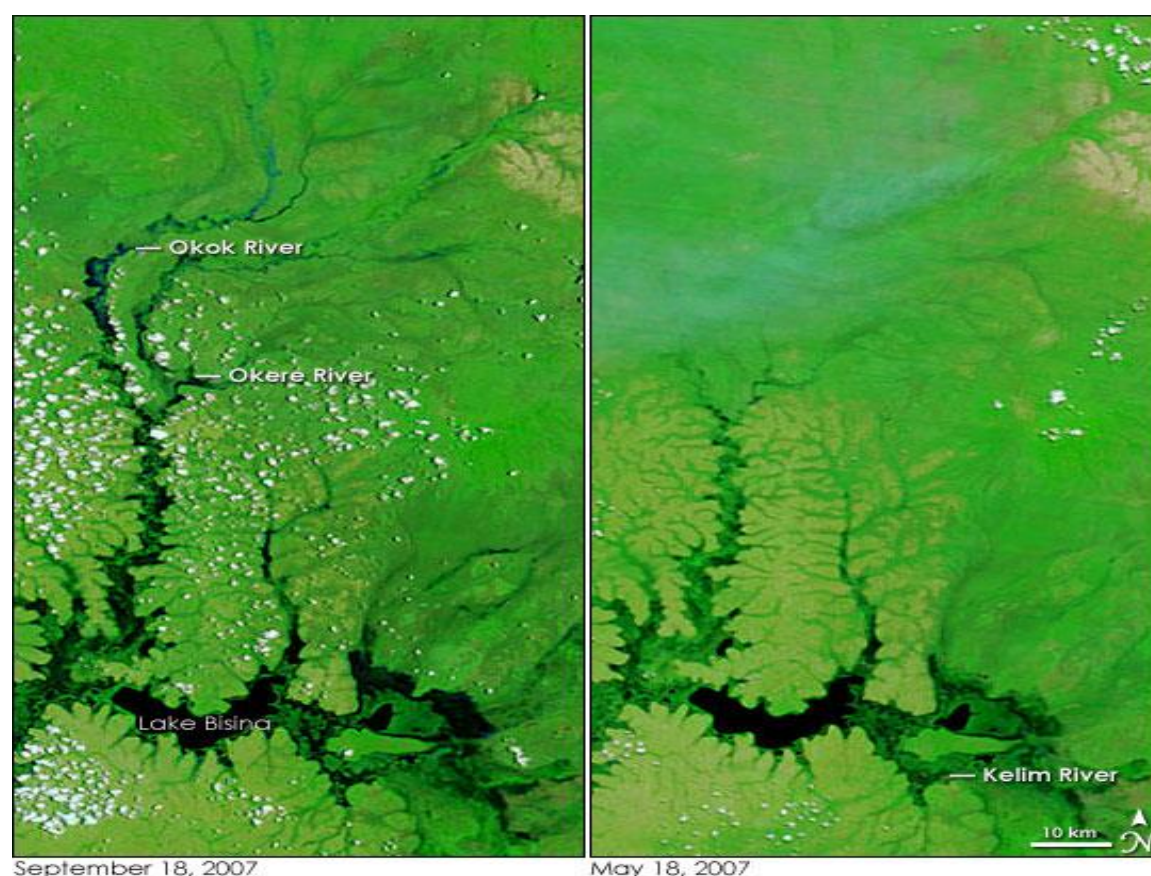 Okok River
Okere River
Lake Bisina
Kelim River
10 km
N
September 18, 2007
May 18, 2007